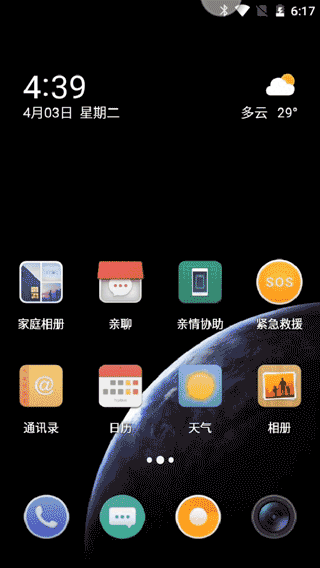 6:17
4:39
4月03日 星期二
多云 29°
家庭相册 亲聊 亲情协助 紧急救援
SOS
@
通讯录 日历 天气 相册